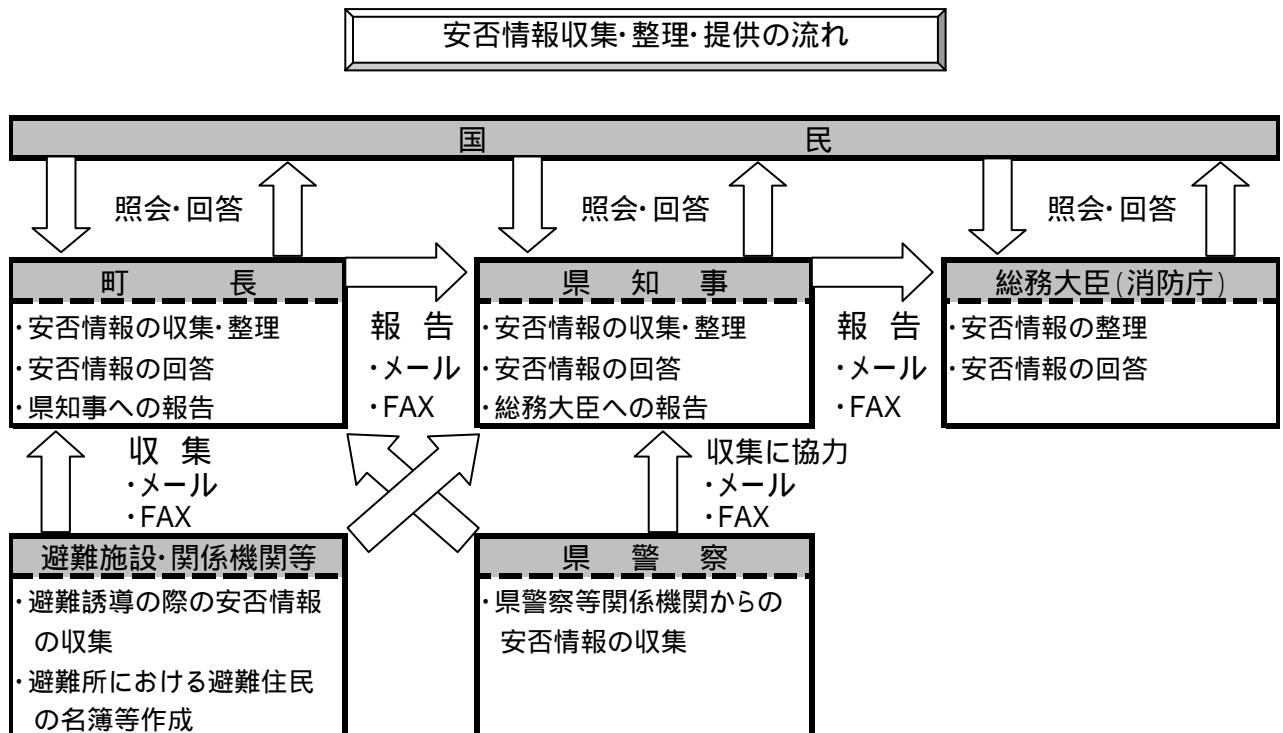 安否情報収集・整理・提供の流れ
国　民
照会・回答
照会・回答
照会・回答
町　長
・安否情報の収集・整理
・安否情報の回答
・県知事への報告
報 告
・メール
・FAX
県 知 事
・安否情報の収集・整理
・安否情報の回答
・総務大臣への報告
報 告
・メール
・FAX
総務大臣(消防庁)
・安否情報の整理
・安否情報の回答
収 集
・メール
・FAX
収集に協力
・メール
・FAX
避難施設・関係機関等
・避難誘導の際の安否情報
の収集
・避難所における避難住民
の名簿等作成
県 警 察
・県警察等関係機関からの
安否情報の収集